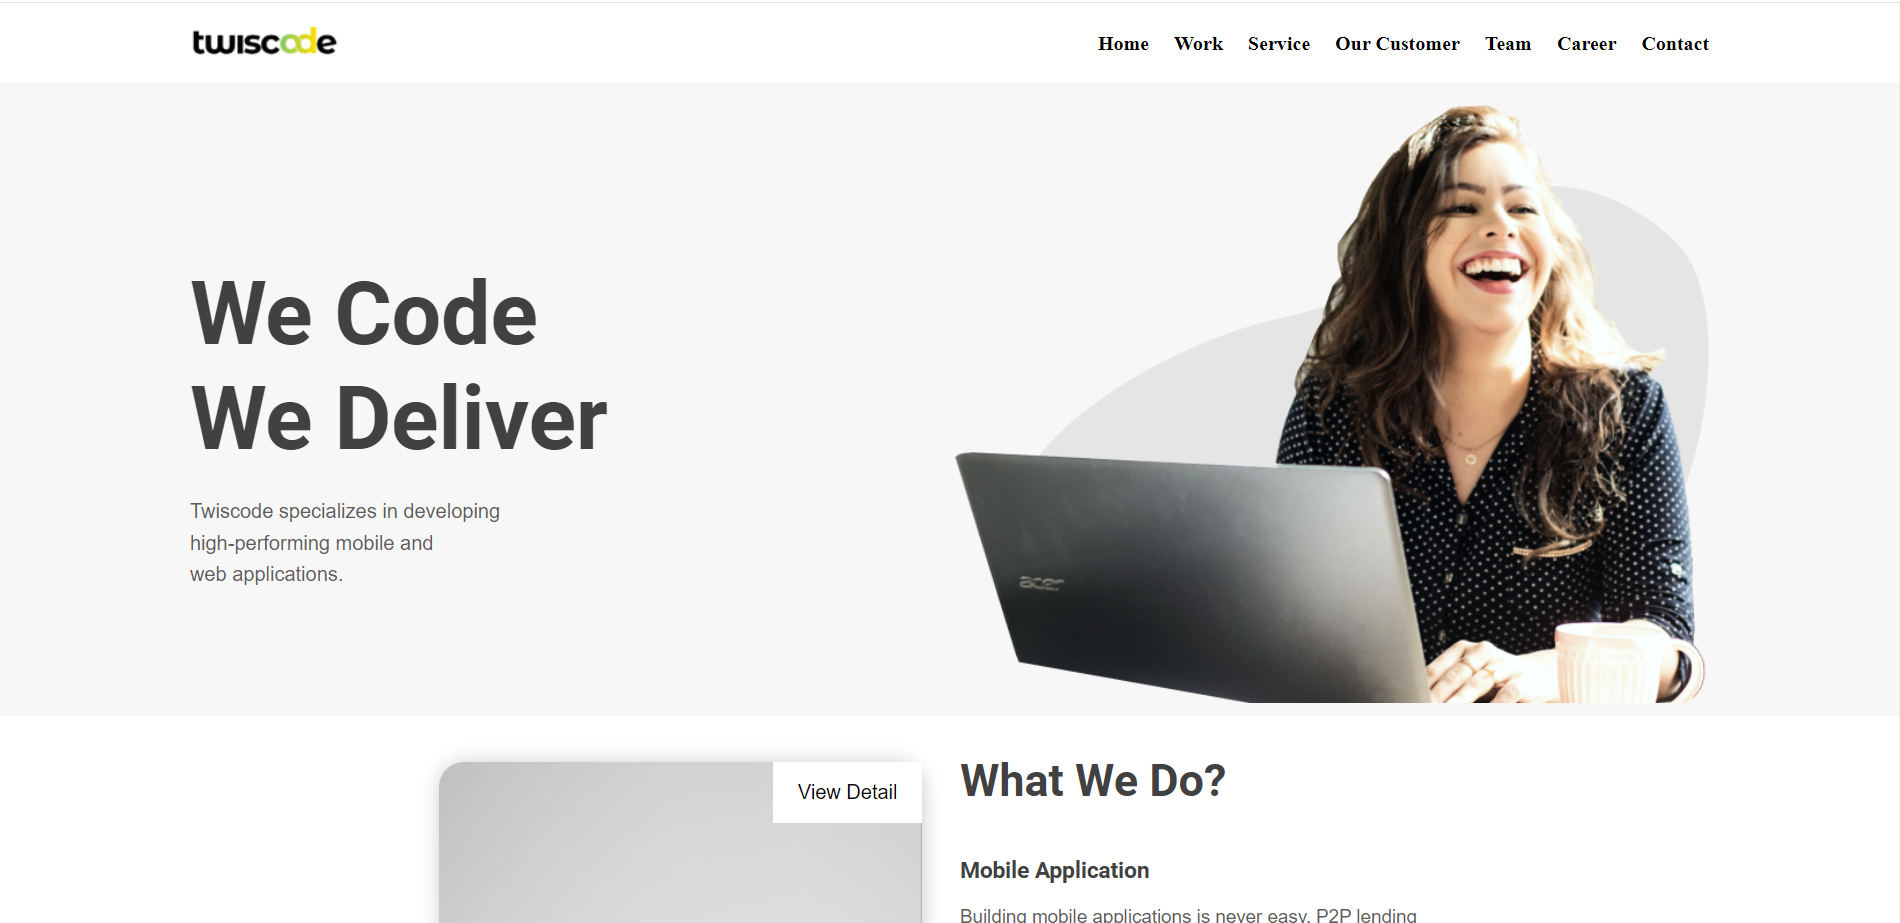 twiscode
Home Work Service Our Customer Team Career Contact
We Code
We Deliver
Twiscode specializes in developing
high-performing mobile and
web applications.
acer
View Detail
What We Do?
Mobile Application
Building mobile applications is never easy. P2P lending